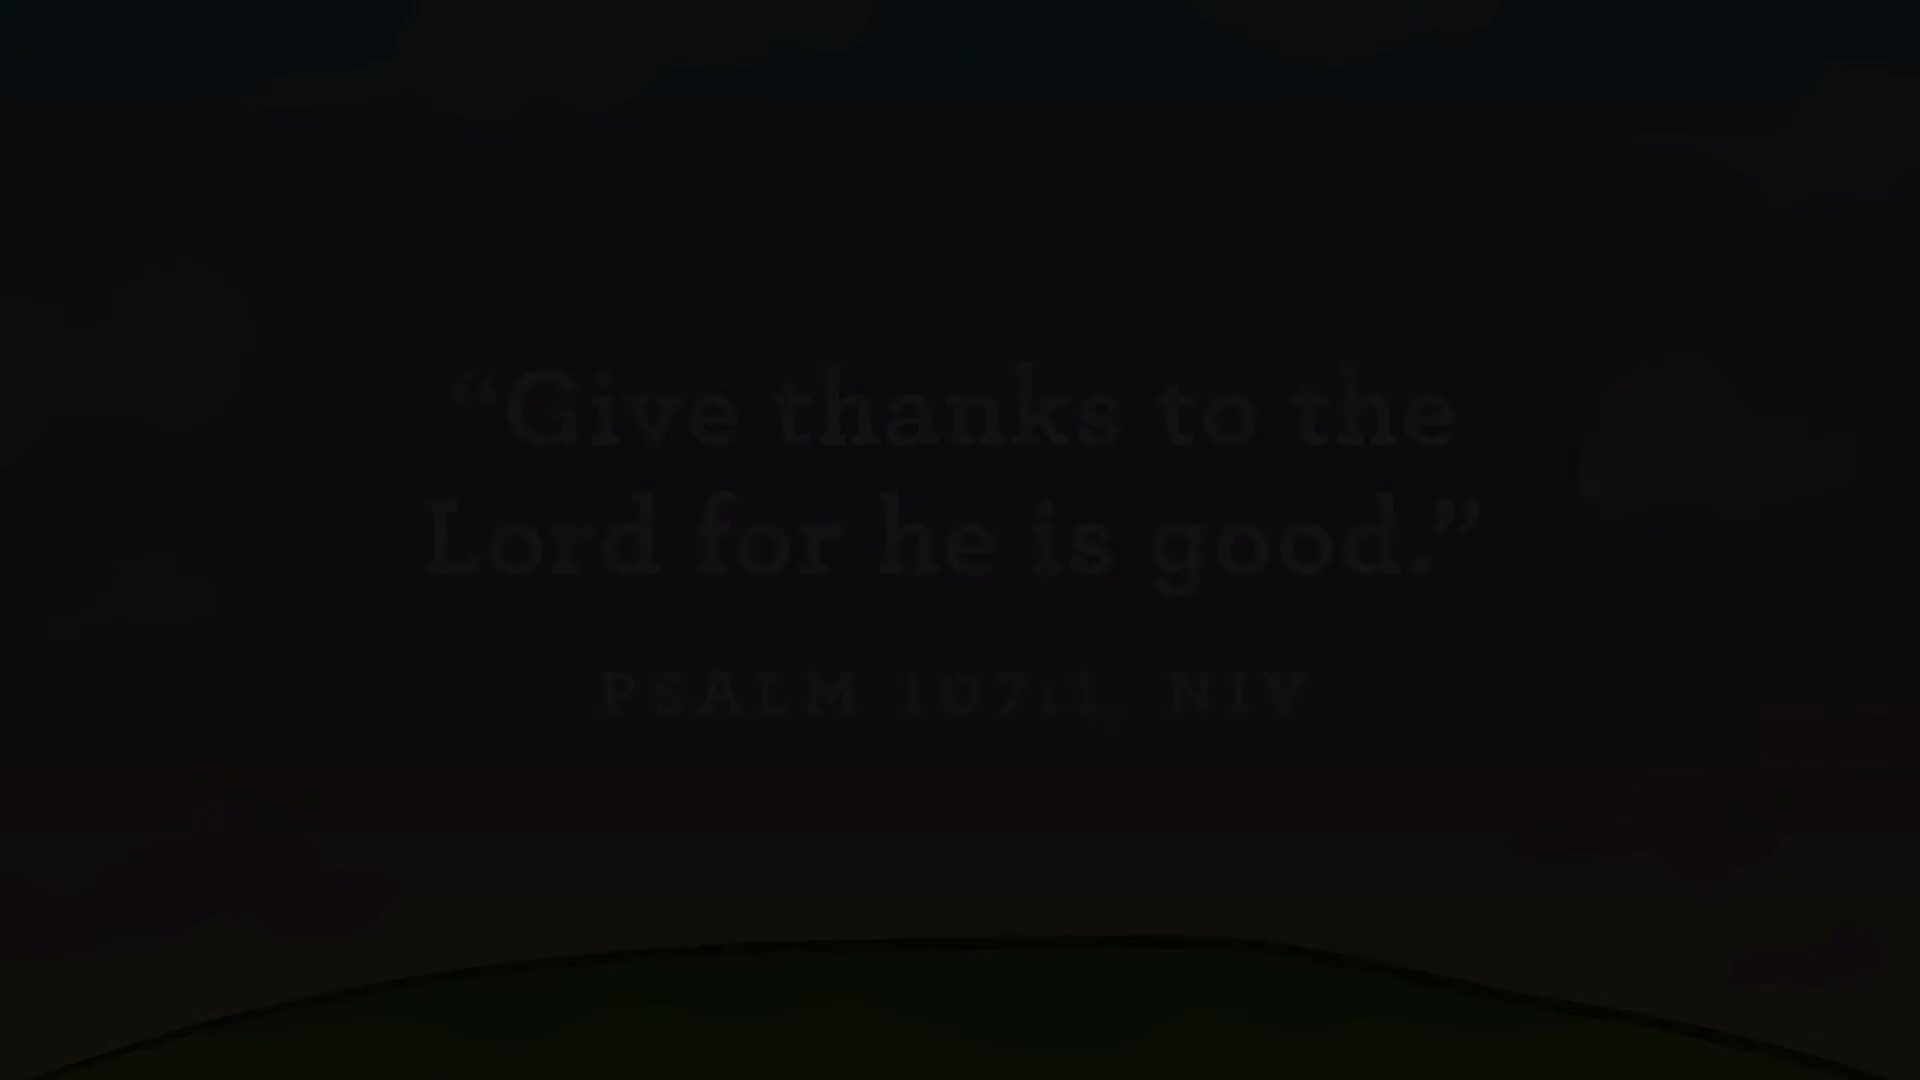 “Give thanks to the
Lord for he is good.”
PSALM 107:1, NIV